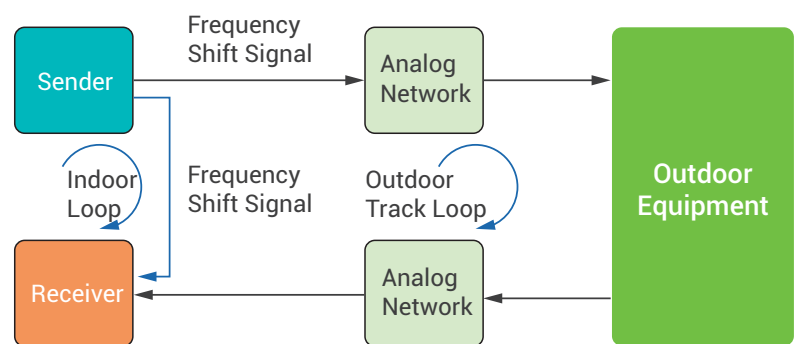 Frequency
Shift Signal
Sender
Analog
Network
Outdoor
Equipment
Indoor
Loop
Frequency
Shift Signal
Outdoor
Track Loop
Receiver
Analog
Network